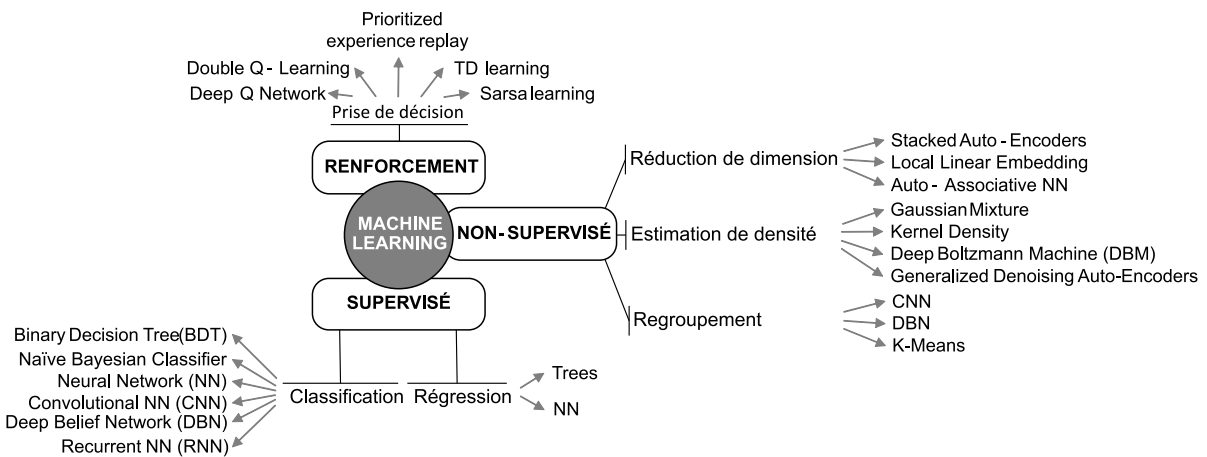 Prioritized
experience replay
Double Q - Learning
TD learning
Deep Q Network
Sarsa learning
Prise de décision
RENFORCEMENT
MACHINE
LEARNING
NON-SUPERVISÉ
SUPERVISÉ
Réduction de dimension
Stacked Auto - Encoders
Local Linear Embedding
Auto - Associative NN
Estimation de densité
Gaussian Mixture
Kernel Density
Deep Boltzmann Machine (DBM)
Generalized Denoising Auto-Encoders
Regroupement
CNN
DBN
K-Means
Binary Decision Tree(BDT)
Naïve Bayesian Classifier
Neural Network (NN)
Convolutional NN (CNN)
Deep Belief Network (DBN)
Recurrent NN (RNN)
Classification
Régression
Trees
NN